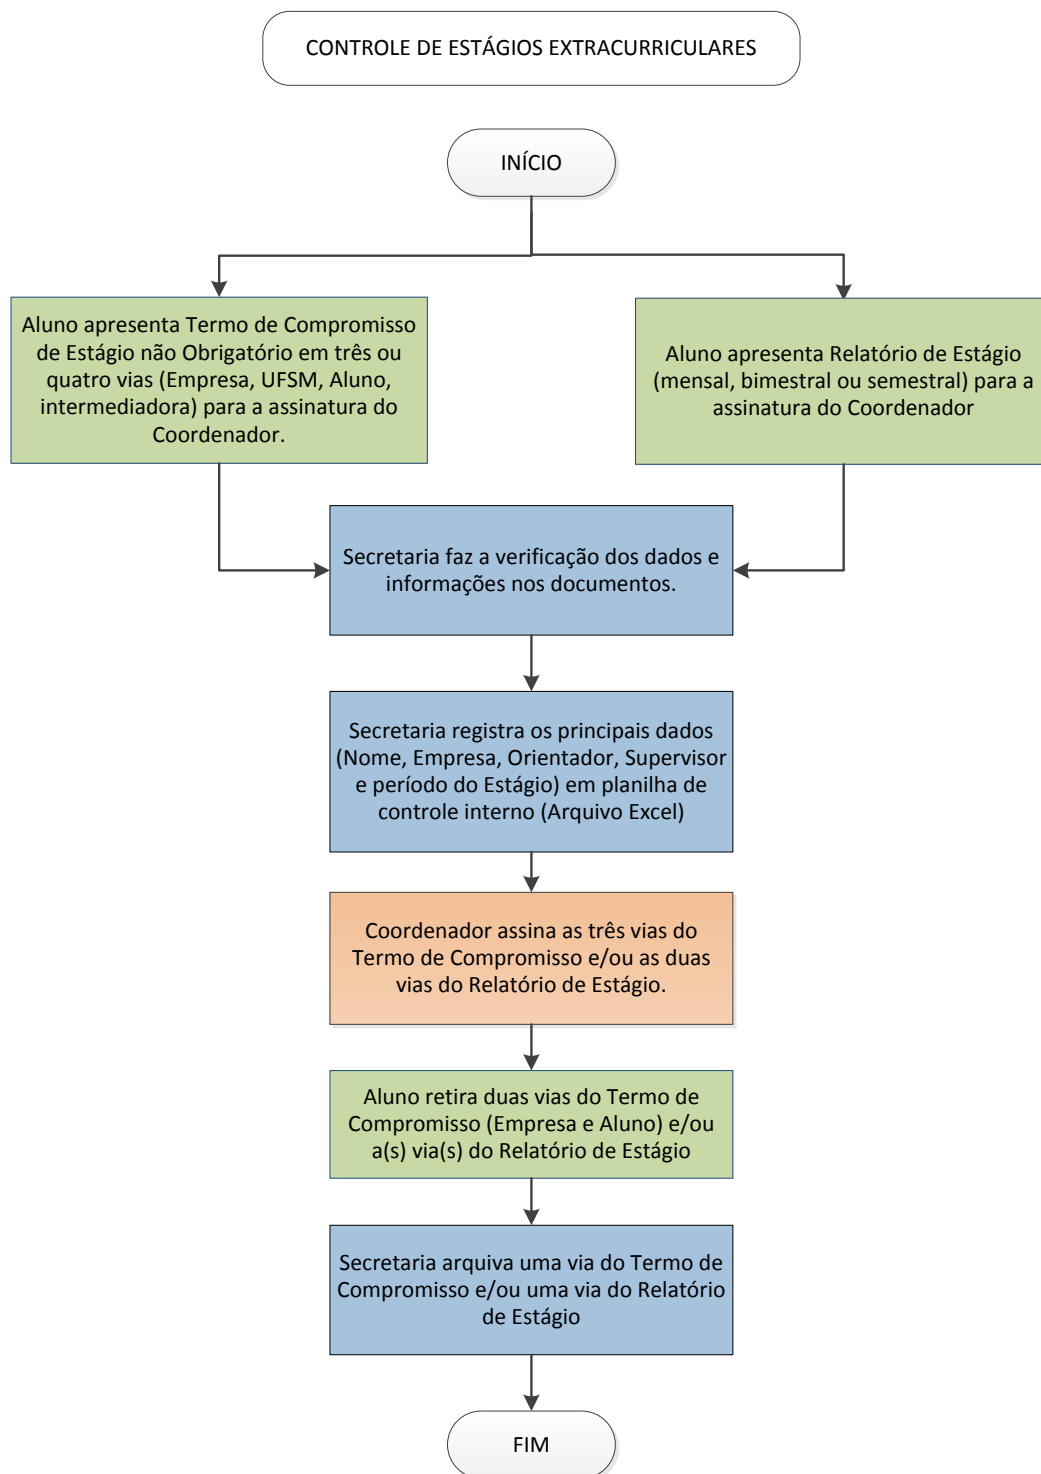 CONTROLE DE ESTÁGIOS EXTRACURRICULARES
INÍCIO
Aluno apresenta Termo de Compromisso
de Estágio não Obrigatório em três ou
quatro vias (Empresa, UFSM, Aluno,
intermediadora) para a assinatura do
Coordenador.
Aluno apresenta Relatório de Estágio
(mensal, bimestral ou semestral) para a
assinatura do Coordenador
Secretaria faz a verificação dos dados e
informações nos documentos.
Secretaria registra os principais dados
(Nome, Empresa, Orientador, Supervisor
e período do Estágio) em planilha de
controle interno (Arquivo Excel)
Coordenador assina as três vias do
Termo de Compromisso e/ou as duas
vias do Relatório de Estágio.
Aluno retira duas vias do Termo de
Compromisso (Empresa e Aluno) e/ou
a(s) via(s) do Relatório de Estágio
Secretaria arquiva uma via do Termo de
Compromisso e/ou uma via do Relatório
de Estágio
FIM